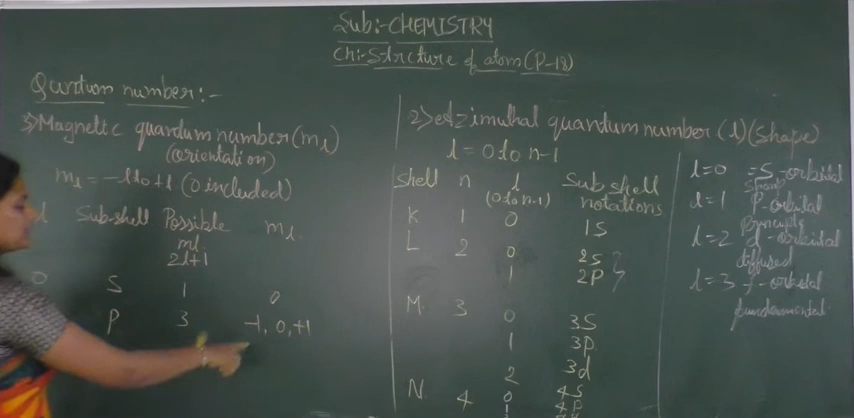 Sub:-CHEMISTRY
Ch:-Structure of atom (P-18)
Quantum number:-
3) Magnetic quantum number (ml)
(orientation)
ml = -l to +l (0 included)
l Sub-shell Possible ml
ml
2l+1
0 S 1 0
P 3 -1, 0, +1
2) Azimuthal quantum number (l) (shape)
l = 0 to n-1
Shell n l Subshell
(0 to n-1) notations
K 1 0 1S
L 2 0 2S
1 2P
M 3 0 3S
1 3p
2 3d
N 4 0 4S
1 4P
l=0 = S-orbital
Sharp
l=1 P-orbital
Principle
l=2 d-orbital
diffused
l=3 f-orbital
fundamental